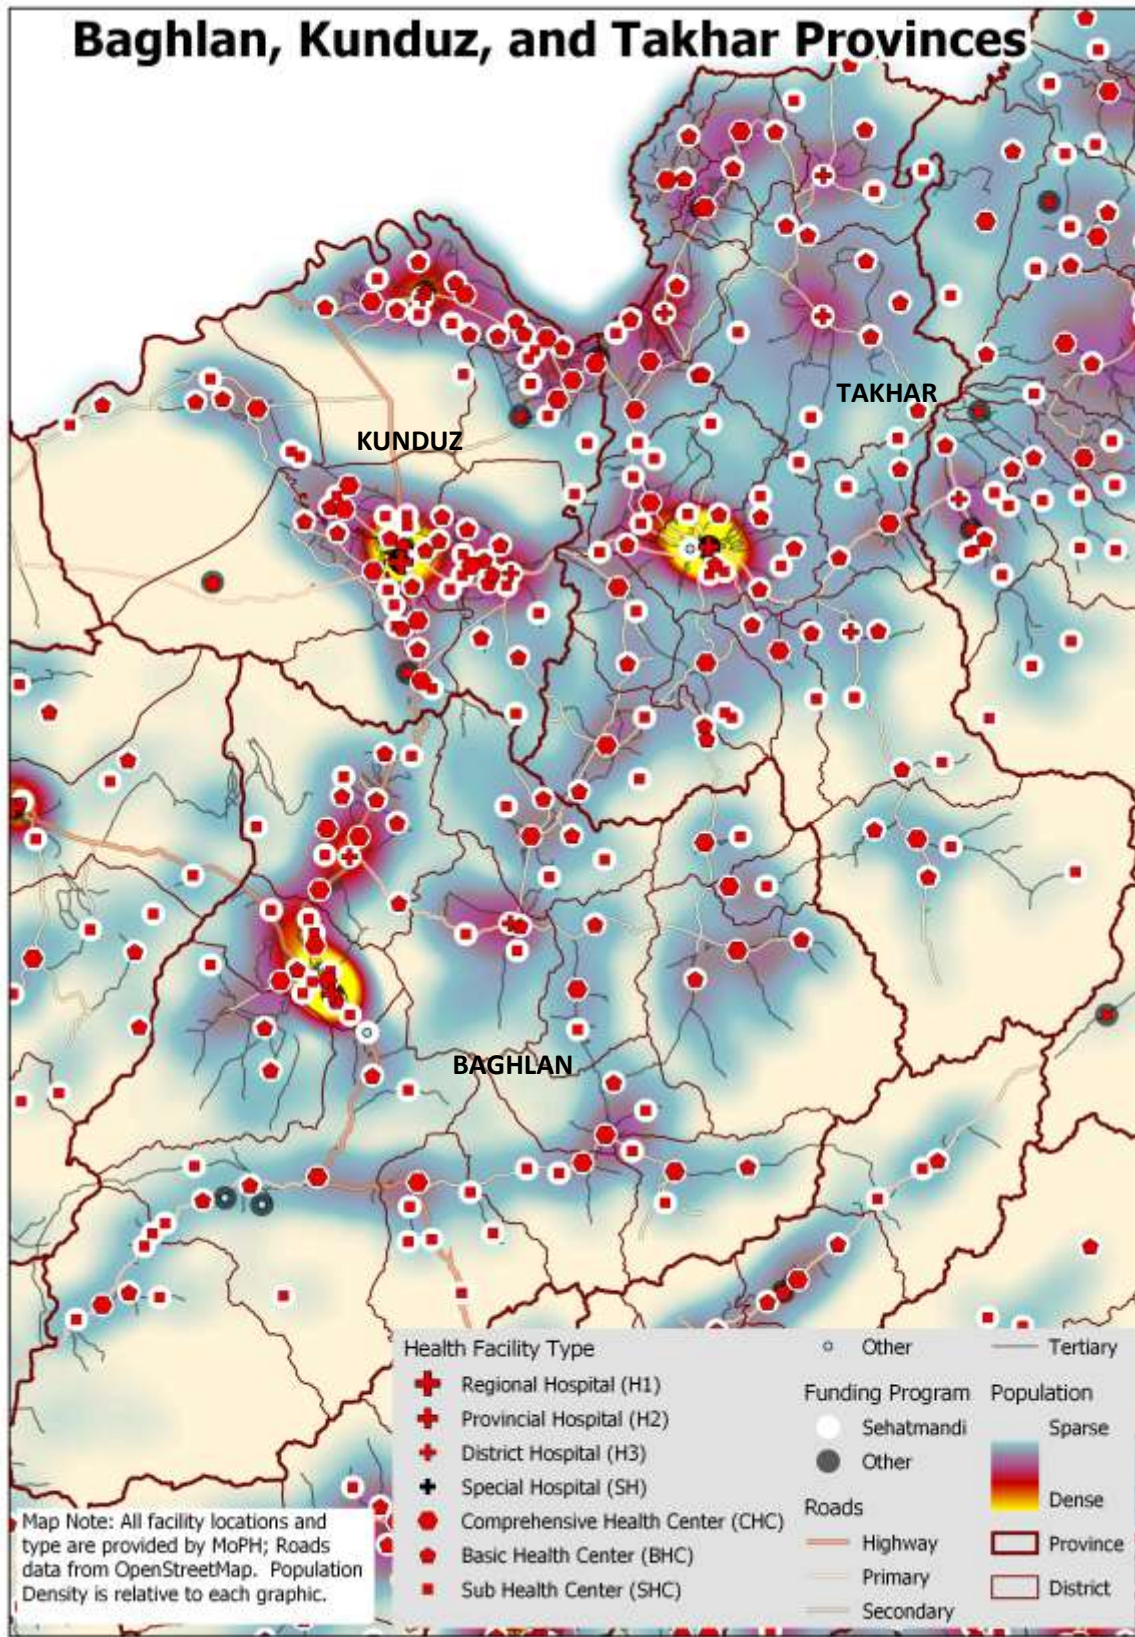 Baghlan, Kunduz, and Takhar Provinces
TAKHAR
KUNDUZ
BAGHLAN
Health Facility Type
Regional Hospital (H1)
Provincial Hospital (H2)
District Hospital (H3)
Special Hospital (SH)
Comprehensive Health Center (CHC)
Basic Health Center (BHC)
Sub Health Center (SHC)
Other
Funding Program
Sehatmandi
Other
Roads
Highway
Primary
Secondary
Tertiary
Population
Sparse
Dense
Province
District
Map Note: All facility locations and
type are provided by MoPH; Roads
data from OpenStreetMap. Population
Density is relative to each graphic.